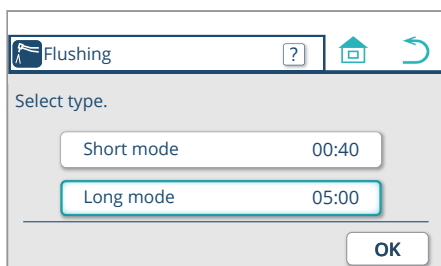 Flushing ?
Select type.
Short mode 00:40
Long mode 05:00
OK